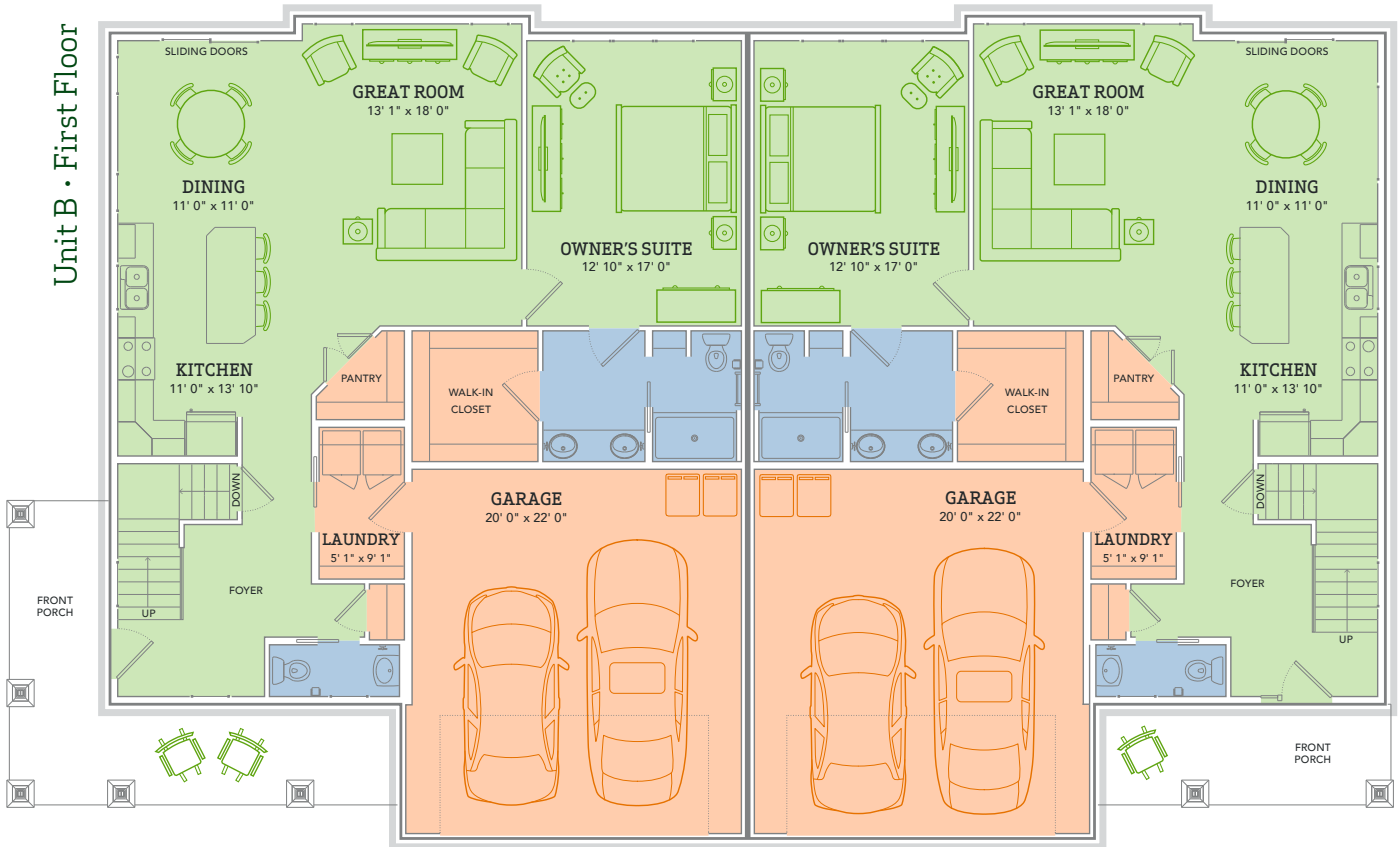 Unit B · First Floor
SLIDING DOORS
GREAT ROOM
13' 1" x 18' 0"
DINING
11' 0" x 11' 0"
OWNER'S SUITE
12' 10" x 17' 0"
KITCHEN
11' 0" x 13' 10"
PANTRY
WALK-IN
CLOSET
DOWN
GARAGE
20' 0" x 22' 0"
LAUNDRY
5' 1" x 9' 1"
FOYER
UP
FRONT
PORCH
SLIDING DOORS
GREAT ROOM
13' 1" x 18' 0"
DINING
11' 0" x 11' 0"
OWNER'S SUITE
12' 10" x 17' 0"
KITCHEN
11' 0" x 13' 10"
PANTRY
WALK-IN
CLOSET
DOWN
GARAGE
20' 0" x 22' 0"
LAUNDRY
5' 1" x 9' 1"
FOYER
UP
FRONT
PORCH